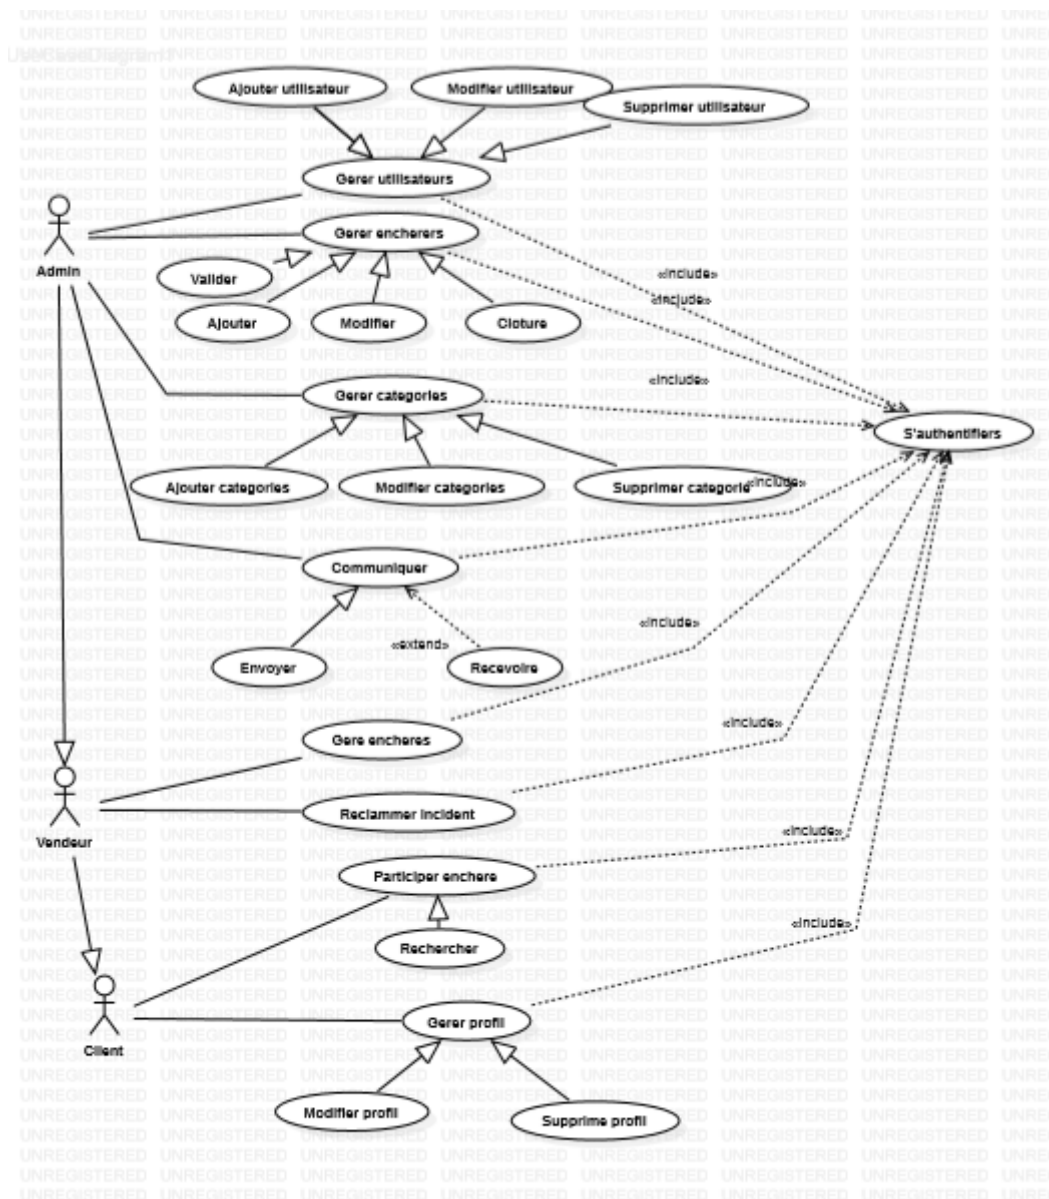 UseCaseDiagram1
Ajouter utilisateur
Modifier utilisateur
Supprimer utilisateur
Gerer utilisateurs
Gerer encherers
Admin
Valider
«include»
«include»
Ajouter
Modifier
Cloture
«include»
Gerer categories
S'authentifiers
Ajouter categories
Modifier categories
Supprimer categorie
«include»
Communiquer
«include»
«extend»
Envoyer
Recevoire
«include»
Gere encheres
Reclammer incident
«include»
Vendeur
Participer enchere
«include»
Rechercher
Gerer profil
Client
Modifier profil
Supprime profil
UNREGISTERED